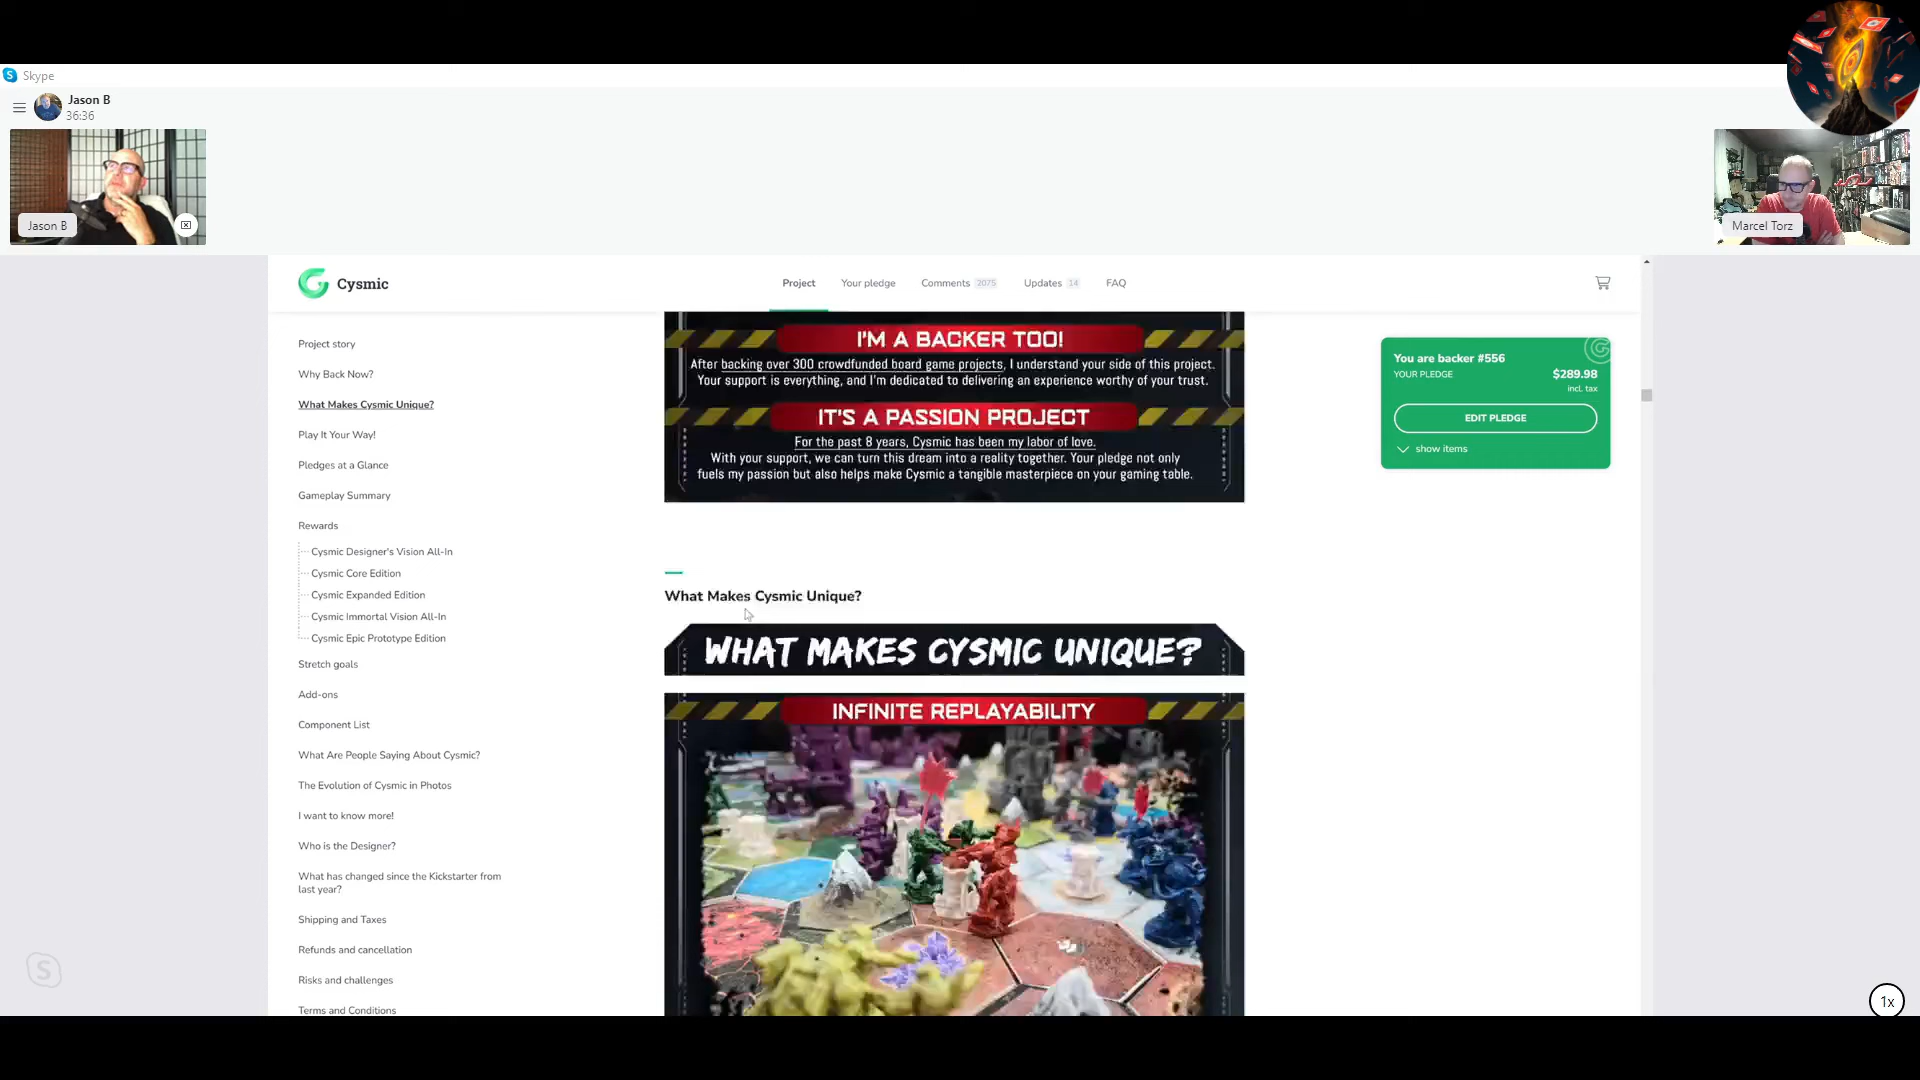 Skype
Jason B
36:36
Jason B
Marcel Torz
Cysmic
Project
Your pledge
Comments 2075
Updates 14
FAQ
Project story
Why Back Now?
What Makes Cysmic Unique?
Play It Your Way!
Pledges at a Glance
Gameplay Summary
Rewards
Cysmic Designer's Vision All-In
Cysmic Core Edition
Cysmic Expanded Edition
Cysmic Immortal Vision All-In
Cysmic Epic Prototype Edition
Stretch goals
Add-ons
Component List
What Are People Saying About Cysmic?
The Evolution of Cysmic in Photos
I want to know more!
Who is the Designer?
What has changed since the Kickstarter from
last year?
Shipping and Taxes
Refunds and cancellation
Risks and challenges
Terms and Conditions
I'M A BACKER TOO!
After backing over 300 crowdfunded board game projects, I understand your side of this project.
Your support is everything, and I'm dedicated to delivering an experience worthy of your trust.
IT'S A PASSION PROJECT
For the past 8 years, Cysmic has been my labor of love.
With your support, we can turn this dream into a reality together. Your pledge not only
fuels my passion but also helps make Cysmic a tangible masterpiece on your gaming table.
What Makes Cysmic Unique?
WHAT MAKES CYSMIC UNIQUE?
INFINITE REPLAYABILITY
You are backer #556
YOUR PLEDGE
$289.98
incl. tax
EDIT PLEDGE
show items
1x